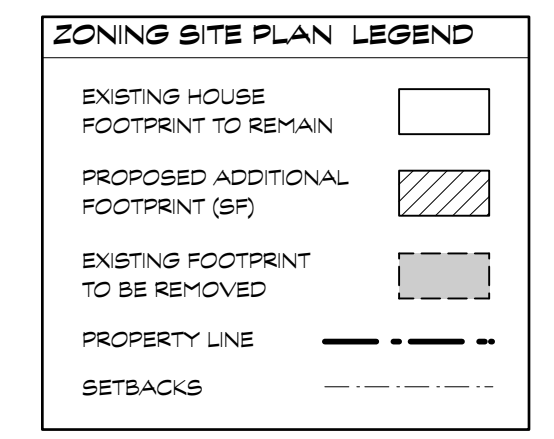 ZONING SITE PLAN LEGEND
EXISTING HOUSE
FOOTPRINT TO REMAIN
PROPOSED ADDITIONAL
FOOTPRINT (SF)
EXISTING FOOTPRINT
TO BE REMOVED
PROPERTY LINE
SETBACKS